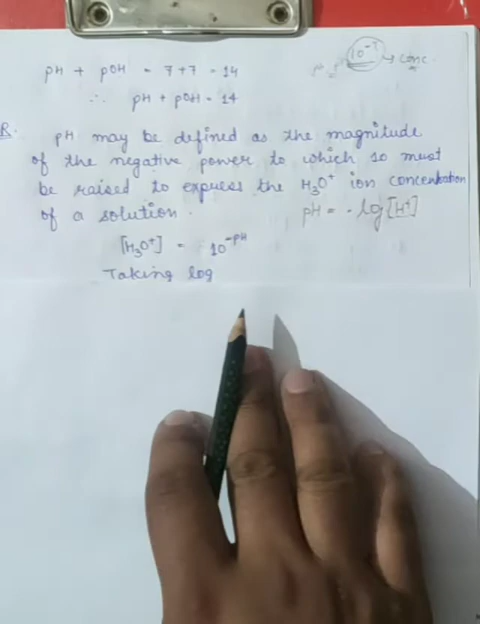 pH + pOH = 7+7 = 14
10⁻⁷ → conc.
∴ pH + pOH = 14
R. pH may be defined as the magnitude
of the negative power to which 10 must
be raised to express the H₃O⁺ ion concentration
of a solution. pH = -log[H⁺]
[H₃O⁺] = 10⁻ᵖᴴ
Taking log